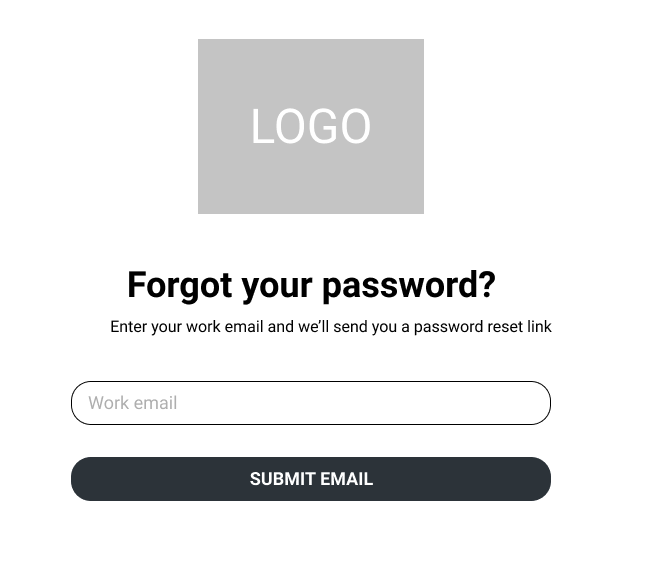 LOGO
Forgot your password?
Enter your work email and we’ll send you a password reset link
Work email
SUBMIT EMAIL